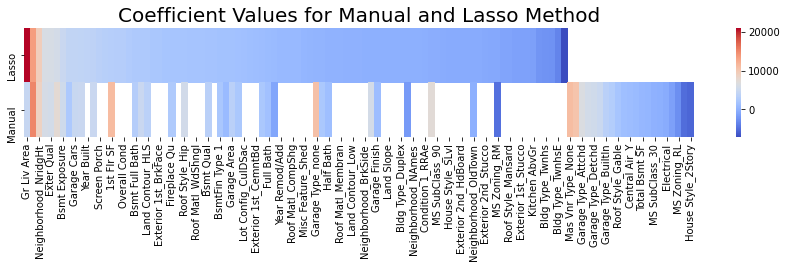 Coefficient Values for Manual and Lasso Method
Lasso
Manual
20000
10000
0
Gr Liv Area
Neighborhood_NridgHt
Exter Qual
Bsmt Exposure
Garage Cars
Year Built
Screen Porch
1st Flr SF
Overall Cond
Bsmt Full Bath
Land Contour_HLS
Exterior 1st_BrkFace
Fireplace Qu
Roof Style_Hip
Roof Matl_WdShngl
Bsmt Qual
BsmtFin Type 1
Garage Area
Lot Config_CulDSac
Exterior 1st_CemntBd
Full Bath
Year Remod/Add
Roof Matl_CompShg
Misc Feature_Shed
Garage Type_none
Half Bath
Roof Matl_Membran
Land Contour_Low
Neighborhood_BrkSide
Garage Finish
Land Slope
Bldg Type_Duplex
Neighborhood_NAmes
Condition 1_RRAe
MS SubClass_90
House Style_SLvl
Exterior 2nd_HdBoard
Neighborhood_OldTown
Exterior 2nd_Stucco
MS Zoning_RM
Roof Style_Mansard
Exterior 1st_Stucco
Kitchen AbvGr
Bldg Type_Twnhs
Bldg Type_TwnhsE
Mas Vnr Type_None
Garage Type_Attchd
Garage Type_Detchd
Garage Type_BuiltIn
Roof Style_Gable
Central Air_Y
Total Bsmt SF
MS SubClass_30
Electrical
MS Zoning_RL
House Style_2Story